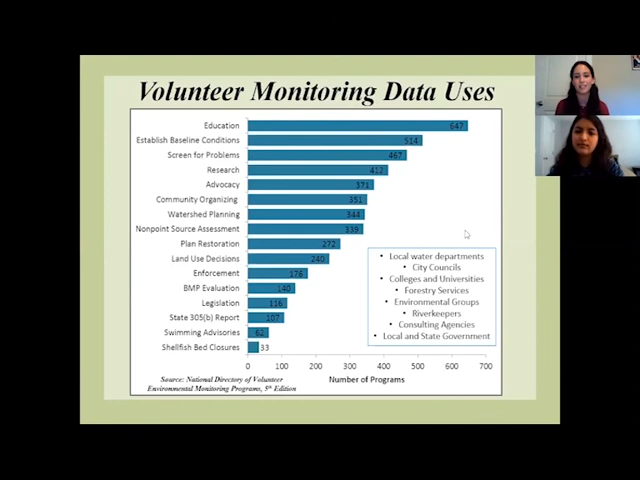 Volunteer Monitoring Data Uses
Education 647
Establish Baseline Conditions 514
Screen for Problems 467
Research 412
Advocacy 371
Community Organizing 351
Watershed Planning 344
Nonpoint Source Assessment 339
Plan Restoration 272
Land Use Decisions 240
Enforcement 176
BMP Evaluation 140
Legislation 116
State 305(b) Report 107
Swimming Advisories 62
Shellfish Bed Closures 33
• Local water departments
• City Councils
• Colleges and Universities
• Forestry Services
• Environmental Groups
• Riverkeepers
• Consulting Agencies
• Local and State Government
0 100 200 300 400 500 600 700
Number of Programs
Source: National Directory of Volunteer
Environmental Monitoring Programs, 5th Edition